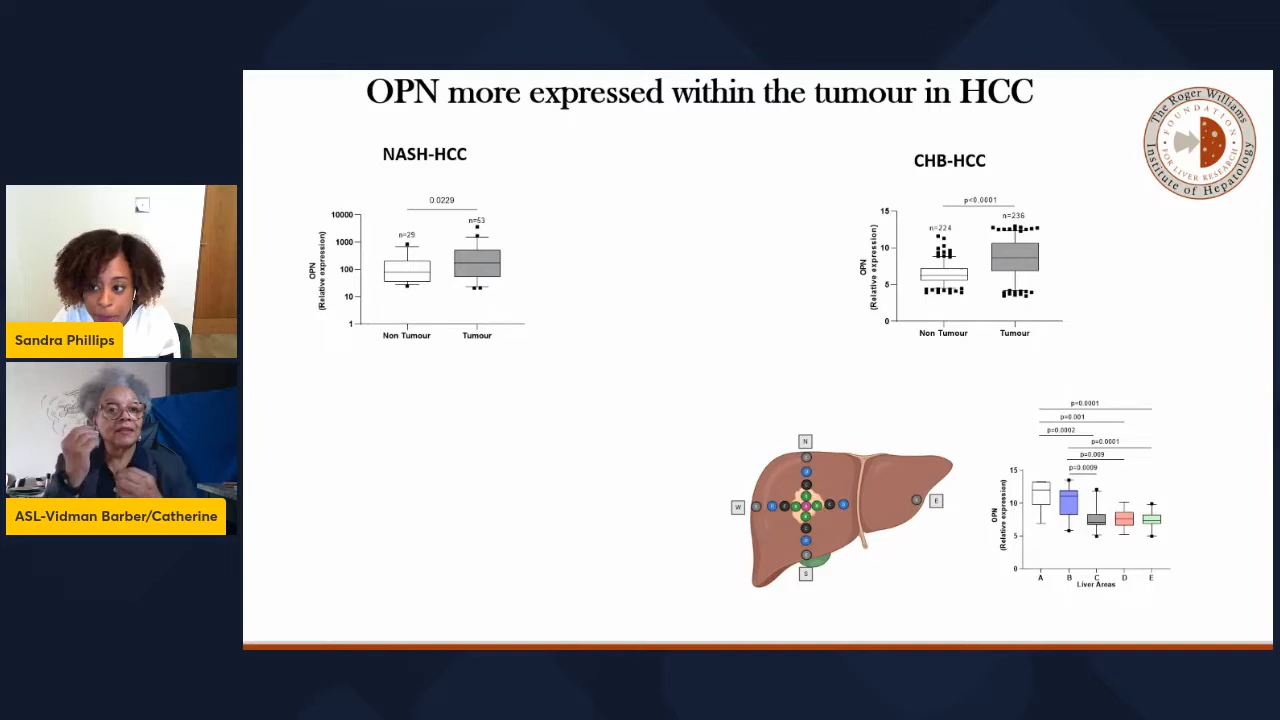 OPN more expressed within the tumour in HCC
The Roger Williams
Institute of Hepatology
FOUNDATION
FOR LIVER RESEARCH
NASH-HCC
0.0229
n=29
n=53
OPN
(Relative expression)
10000
1000
100
10
1
Non Tumour
Tumour
CHB-HCC
p<0.0001
n=224
n=236
OPN
(Relative expression)
15
10
5
0
Non Tumour
Tumour
Sandra Phillips
ASL-Vidman Barber/Catherine
N
W
E
S
p<0.0001
p=0.001
p=0.0002
p=0.0001
p=0.009
p=0.0009
OPN
(Relative expression)
15
10
5
0
A
B
C
D
E
Liver Areas